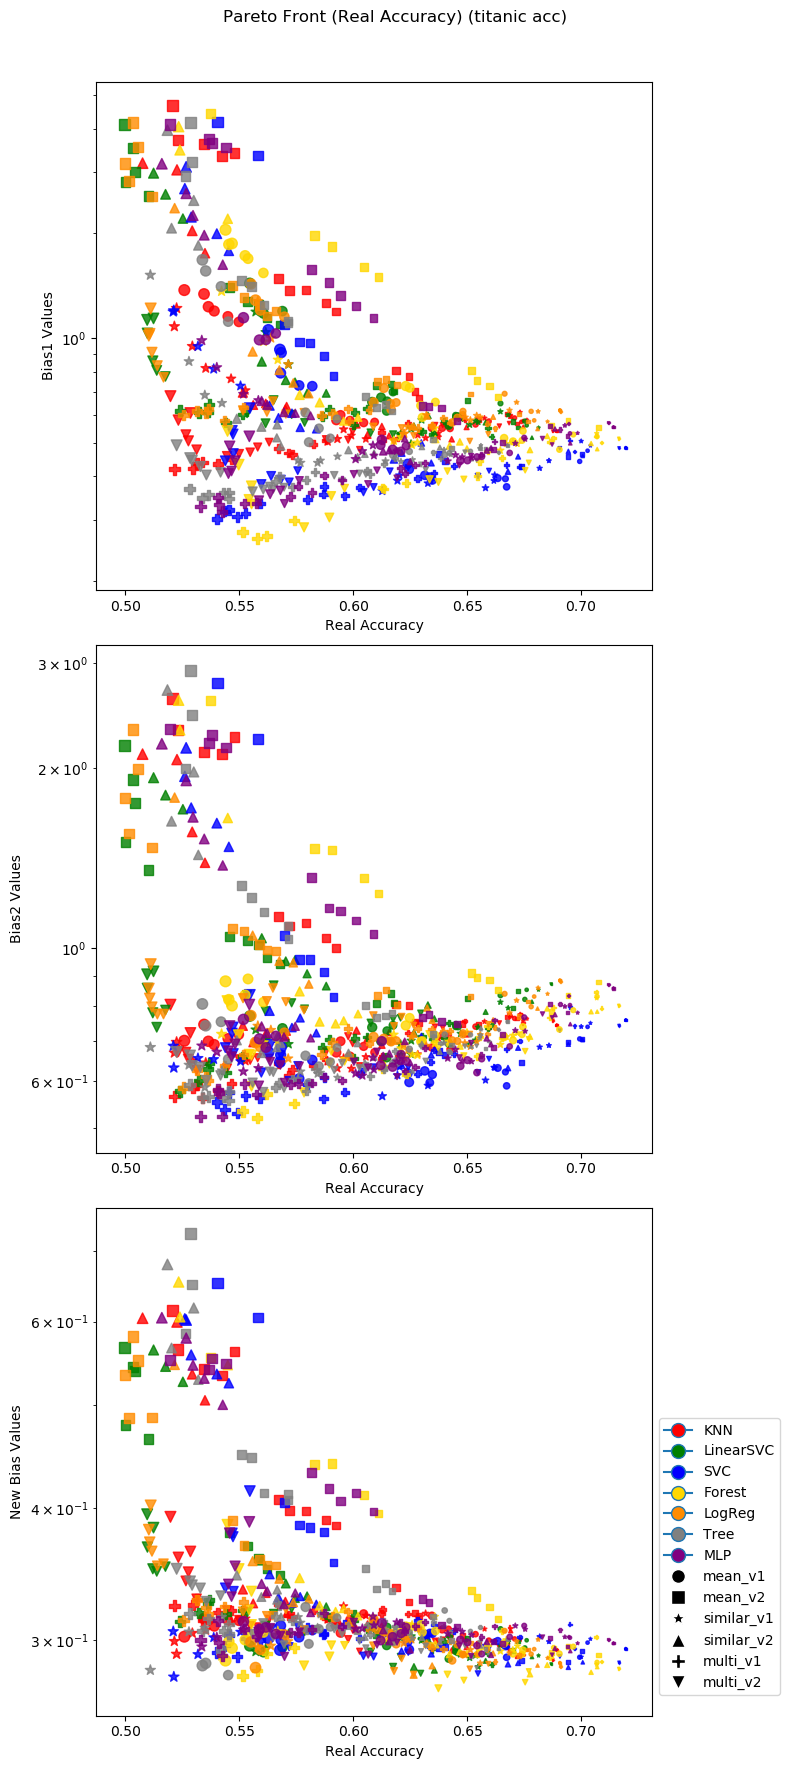 Pareto Front (Real Accuracy) (titanic acc)
Bias1 Values
10⁰
0.50 0.55 0.60 0.65 0.70
Real Accuracy
Bias2 Values
3 × 10⁰
2 × 10⁰
10⁰
6 × 10⁻¹
0.50 0.55 0.60 0.65 0.70
Real Accuracy
New Bias Values
6 × 10⁻¹
4 × 10⁻¹
3 × 10⁻¹
0.50 0.55 0.60 0.65 0.70
Real Accuracy
KNN
LinearSVC
SVC
Forest
LogReg
Tree
MLP
mean_v1
mean_v2
similar_v1
similar_v2
multi_v1
multi_v2